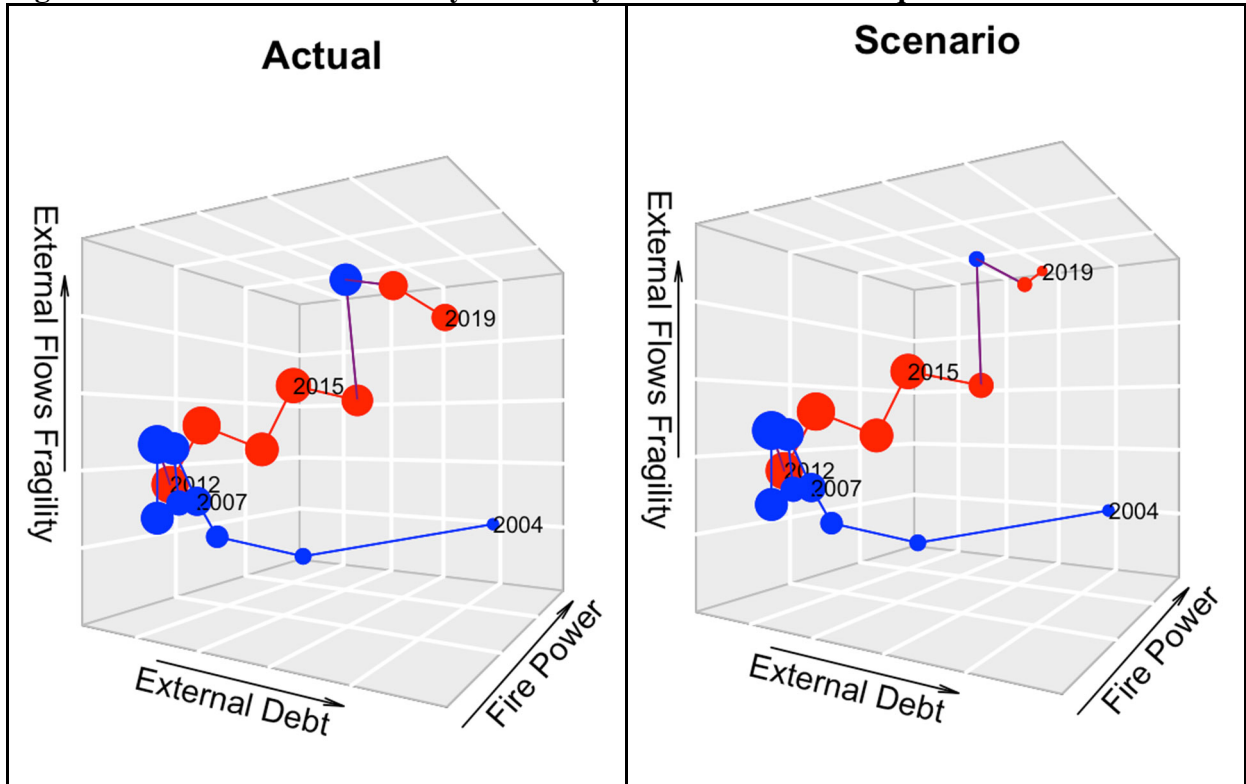 Actual
External Flows Fragility
2019
2015
2012
2007
2004
External Debt
Fire Power
Scenario
External Flows Fragility
2019
2015
2012
2007
2004
External Debt
Fire Power